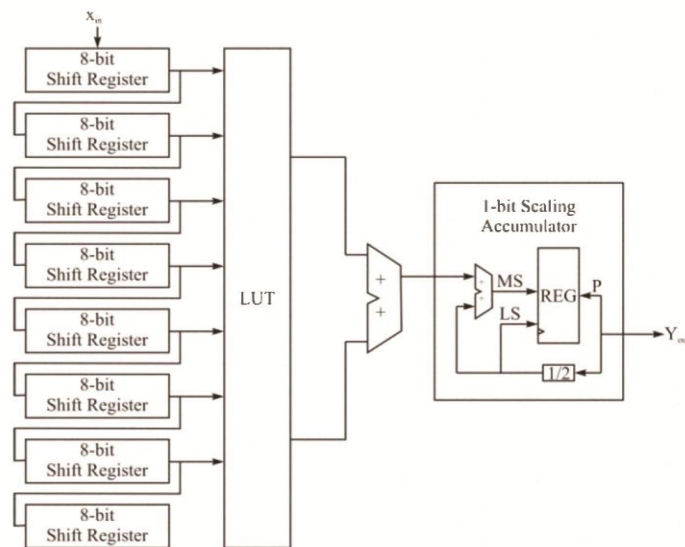 x_in
8-bit
Shift Register
8-bit
Shift Register
8-bit
Shift Register
8-bit
Shift Register
8-bit
Shift Register
8-bit
Shift Register
8-bit
Shift Register
8-bit
Shift Register
LUT
+
+
1-bit Scaling
Accumulator
+
+
MS
LS
REG
P
1/2
Y_in